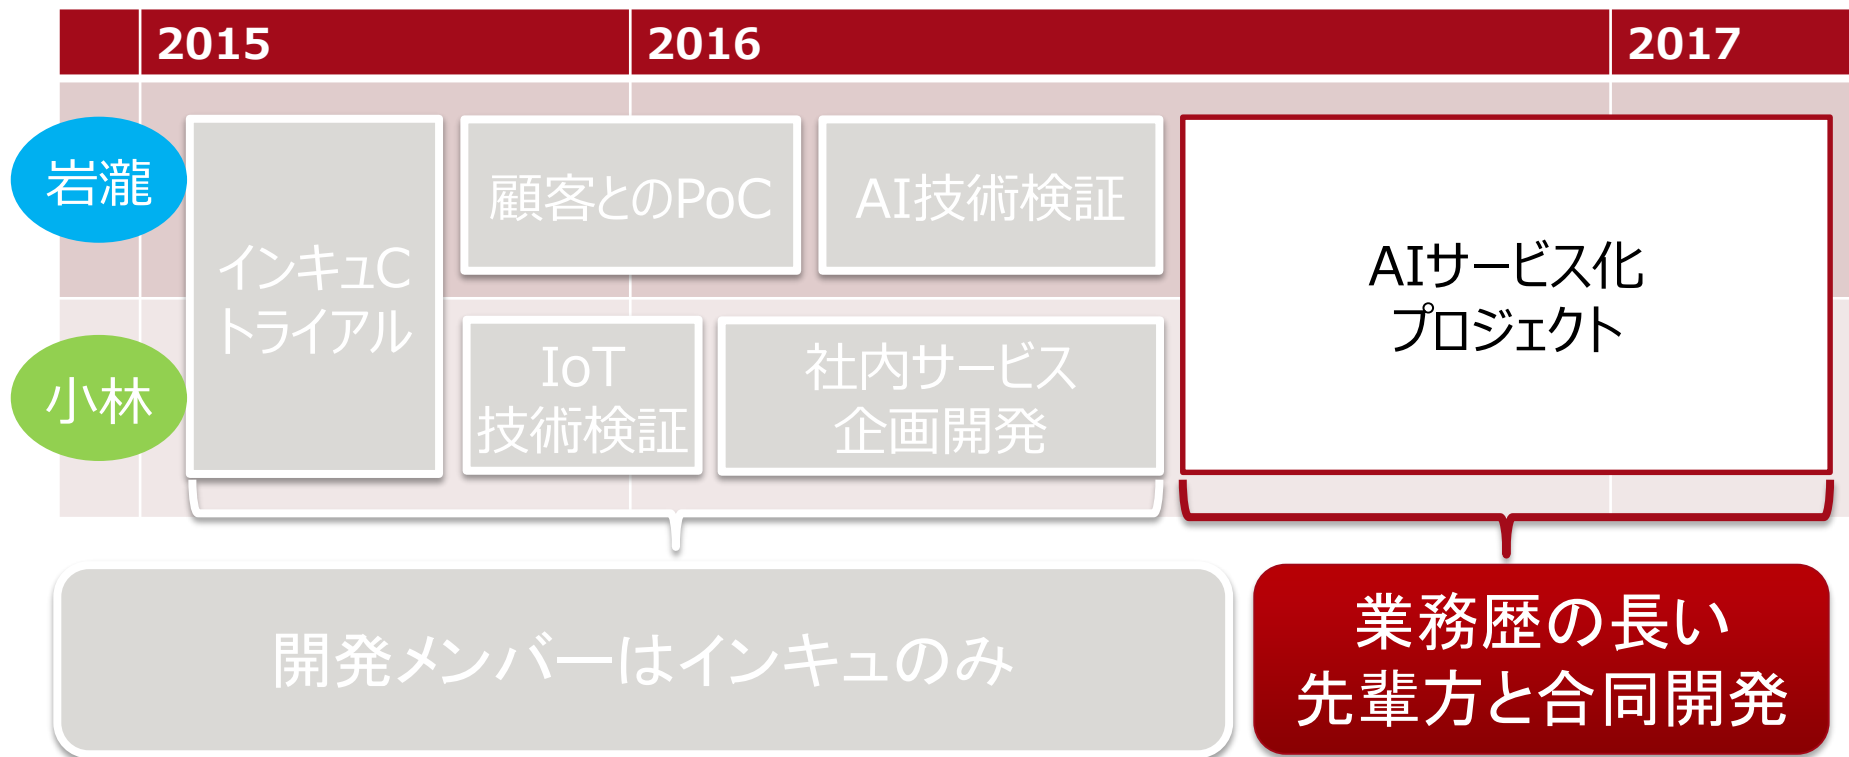 2015
2016
2017
岩瀧
小林
インキュC
トライアル
顧客とのPoC
AI技術検証
IoT
技術検証
社内サービス
企画開発
AIサービス化
プロジェクト
開発メンバーはインキュのみ
業務歴の長い
先輩方と合同開発